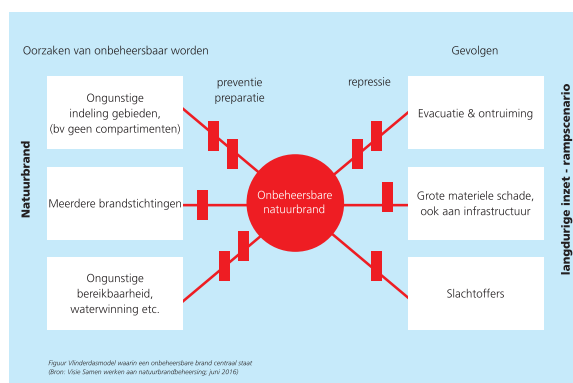 Oorzaken van onbeheersbaar worden
Gevolgen
preventie
preparatie
repressie
Natuurbrand
Ongunstige
indeling gebieden,
(bv geen compartimenten)
Meerdere brandstichtingen
Ongunstige
bereikbaarheid,
waterwinning etc.
Onbeheersbare
natuurbrand
Evacuatie & ontruiming
Grote materiele schade,
ook aan infrastructuur
Slachtoffers
langdurige inzet - rampscenario
Figuur Vlinderdasmodel waarin een onbeheersbare brand centraal staat
(Bron: Visie Samen werken aan natuurbrandbeheersing; juni 2016)